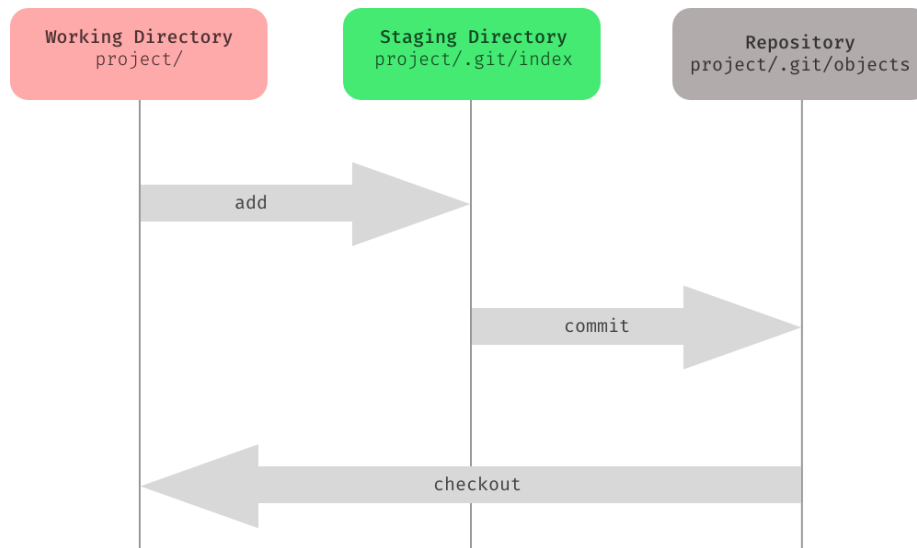 Working Directory
project/
Staging Directory
project/.git/index
Repository
project/.git/objects
add
commit
checkout